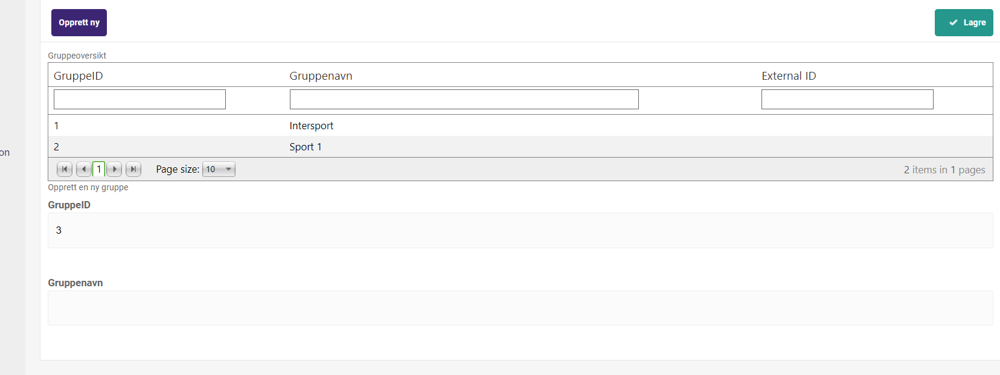 Opprett ny
Lagre
Gruppeoversikt
GruppeID Gruppenavn External ID
1 Intersport
2 Sport 1
1 Page size: 10 2 items in 1 pages
Opprett en ny gruppe
on
GruppeID
3
Gruppenavn